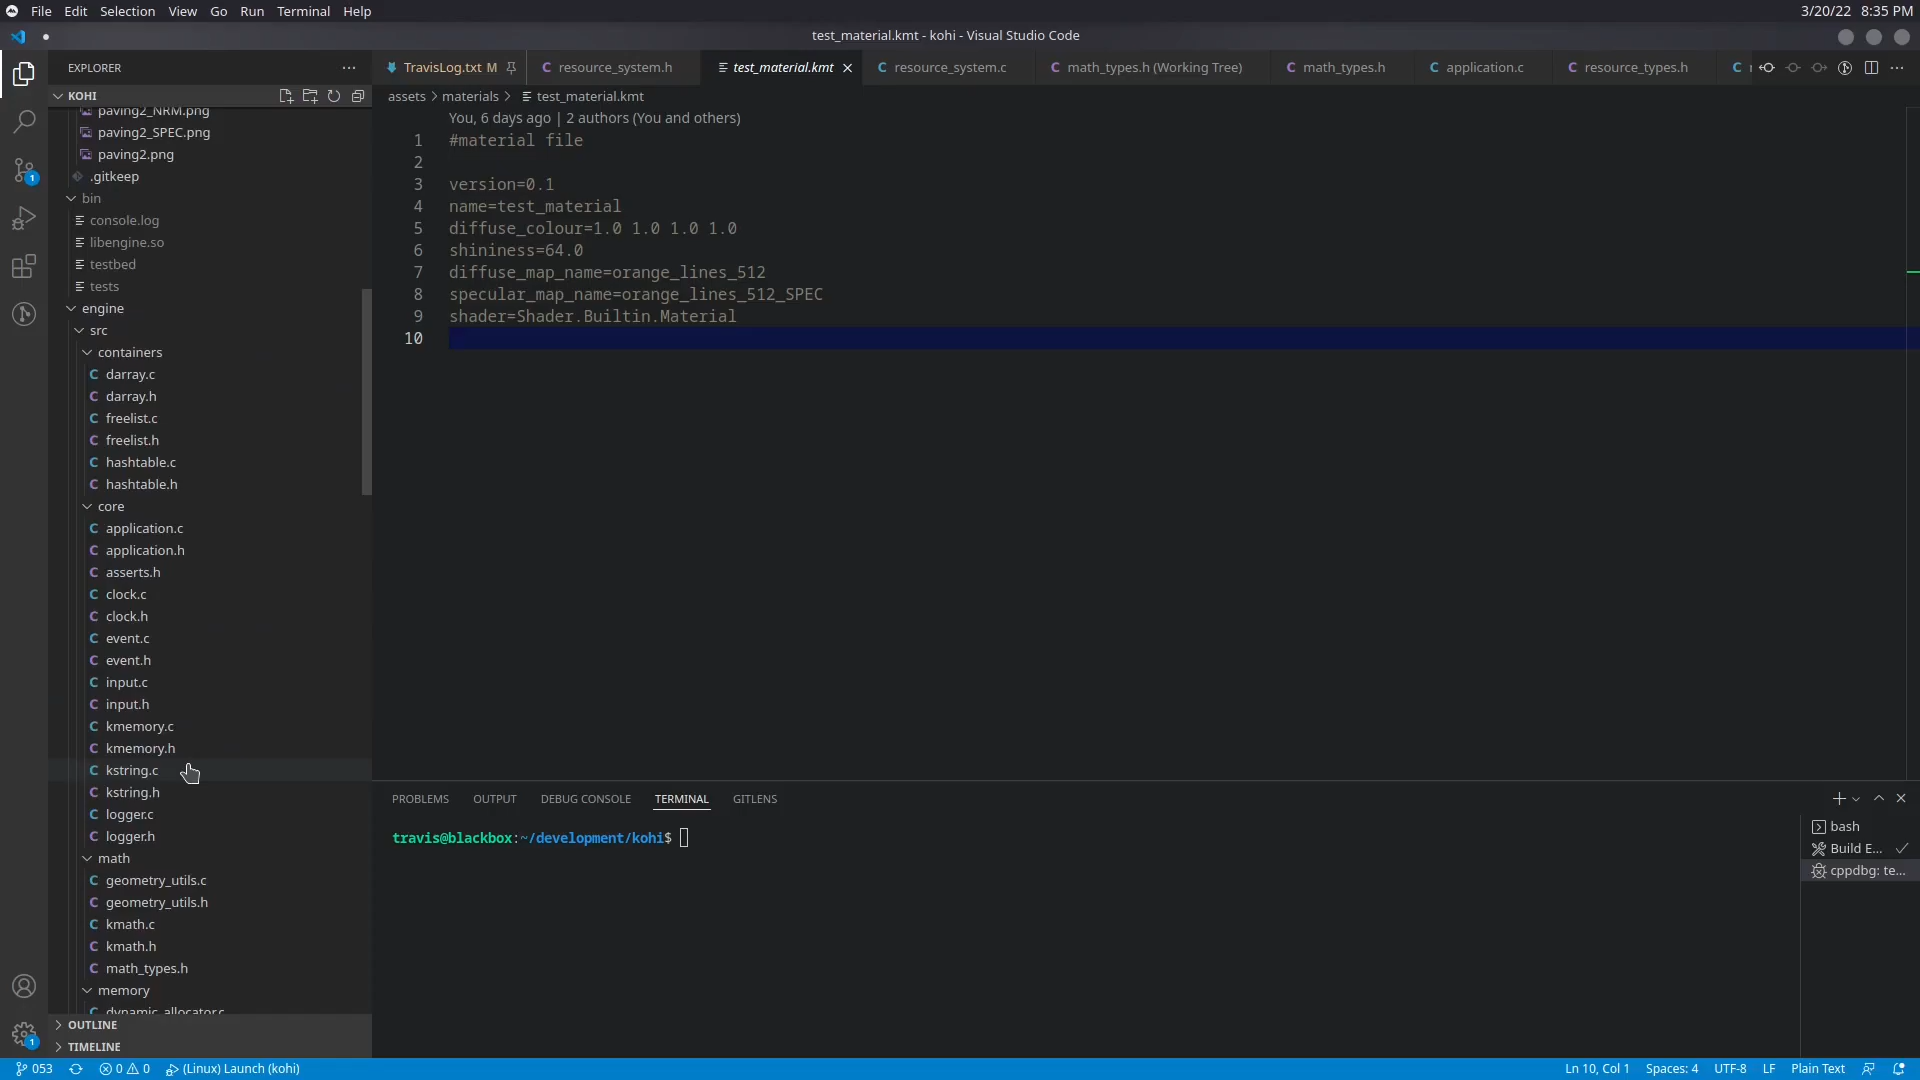 File Edit Selection View Go Run Terminal Help
3/20/22 8:35 PM
test_material.kmt - kohi - Visual Studio Code
EXPLORER
TravisLog.txt M
resource_system.h
test_material.kmt
resource_system.c
math_types.h (Working Tree)
math_types.h
application.c
resource_types.h
KOHI
assets > materials > test_material.kmt
paving2_NRM.png
paving2_SPEC.png
paving2.png
.gitkeep
bin
console.log
libengine.so
testbed
tests
engine
src
containers
darray.c
darray.h
freelist.c
freelist.h
hashtable.c
hashtable.h
core
application.c
application.h
asserts.h
clock.c
clock.h
event.c
event.h
input.c
input.h
kmemory.c
kmemory.h
kstring.c
kstring.h
logger.c
logger.h
math
geometry_utils.c
geometry_utils.h
kmath.c
kmath.h
math_types.h
memory
dynamic_allocator.c
OUTLINE
TIMELINE
You, 6 days ago | 2 authors (You and others)
1 #material file
2
3 version=0.1
4 name=test_material
5 diffuse_colour=1.0 1.0 1.0 1.0
6 shininess=64.0
7 diffuse_map_name=orange_lines_512
8 specular_map_name=orange_lines_512_SPEC
9 shader=Shader.Builtin.Material
10
PROBLEMS OUTPUT DEBUG CONSOLE TERMINAL GITLENS
travis@blackbox:~/development/kohi$
bash
Build E...
cppdbg: te...
1
1
053
0 0
(Linux) Launch (kohi)
Ln 10, Col 1 Spaces: 4 UTF-8 LF Plain Text